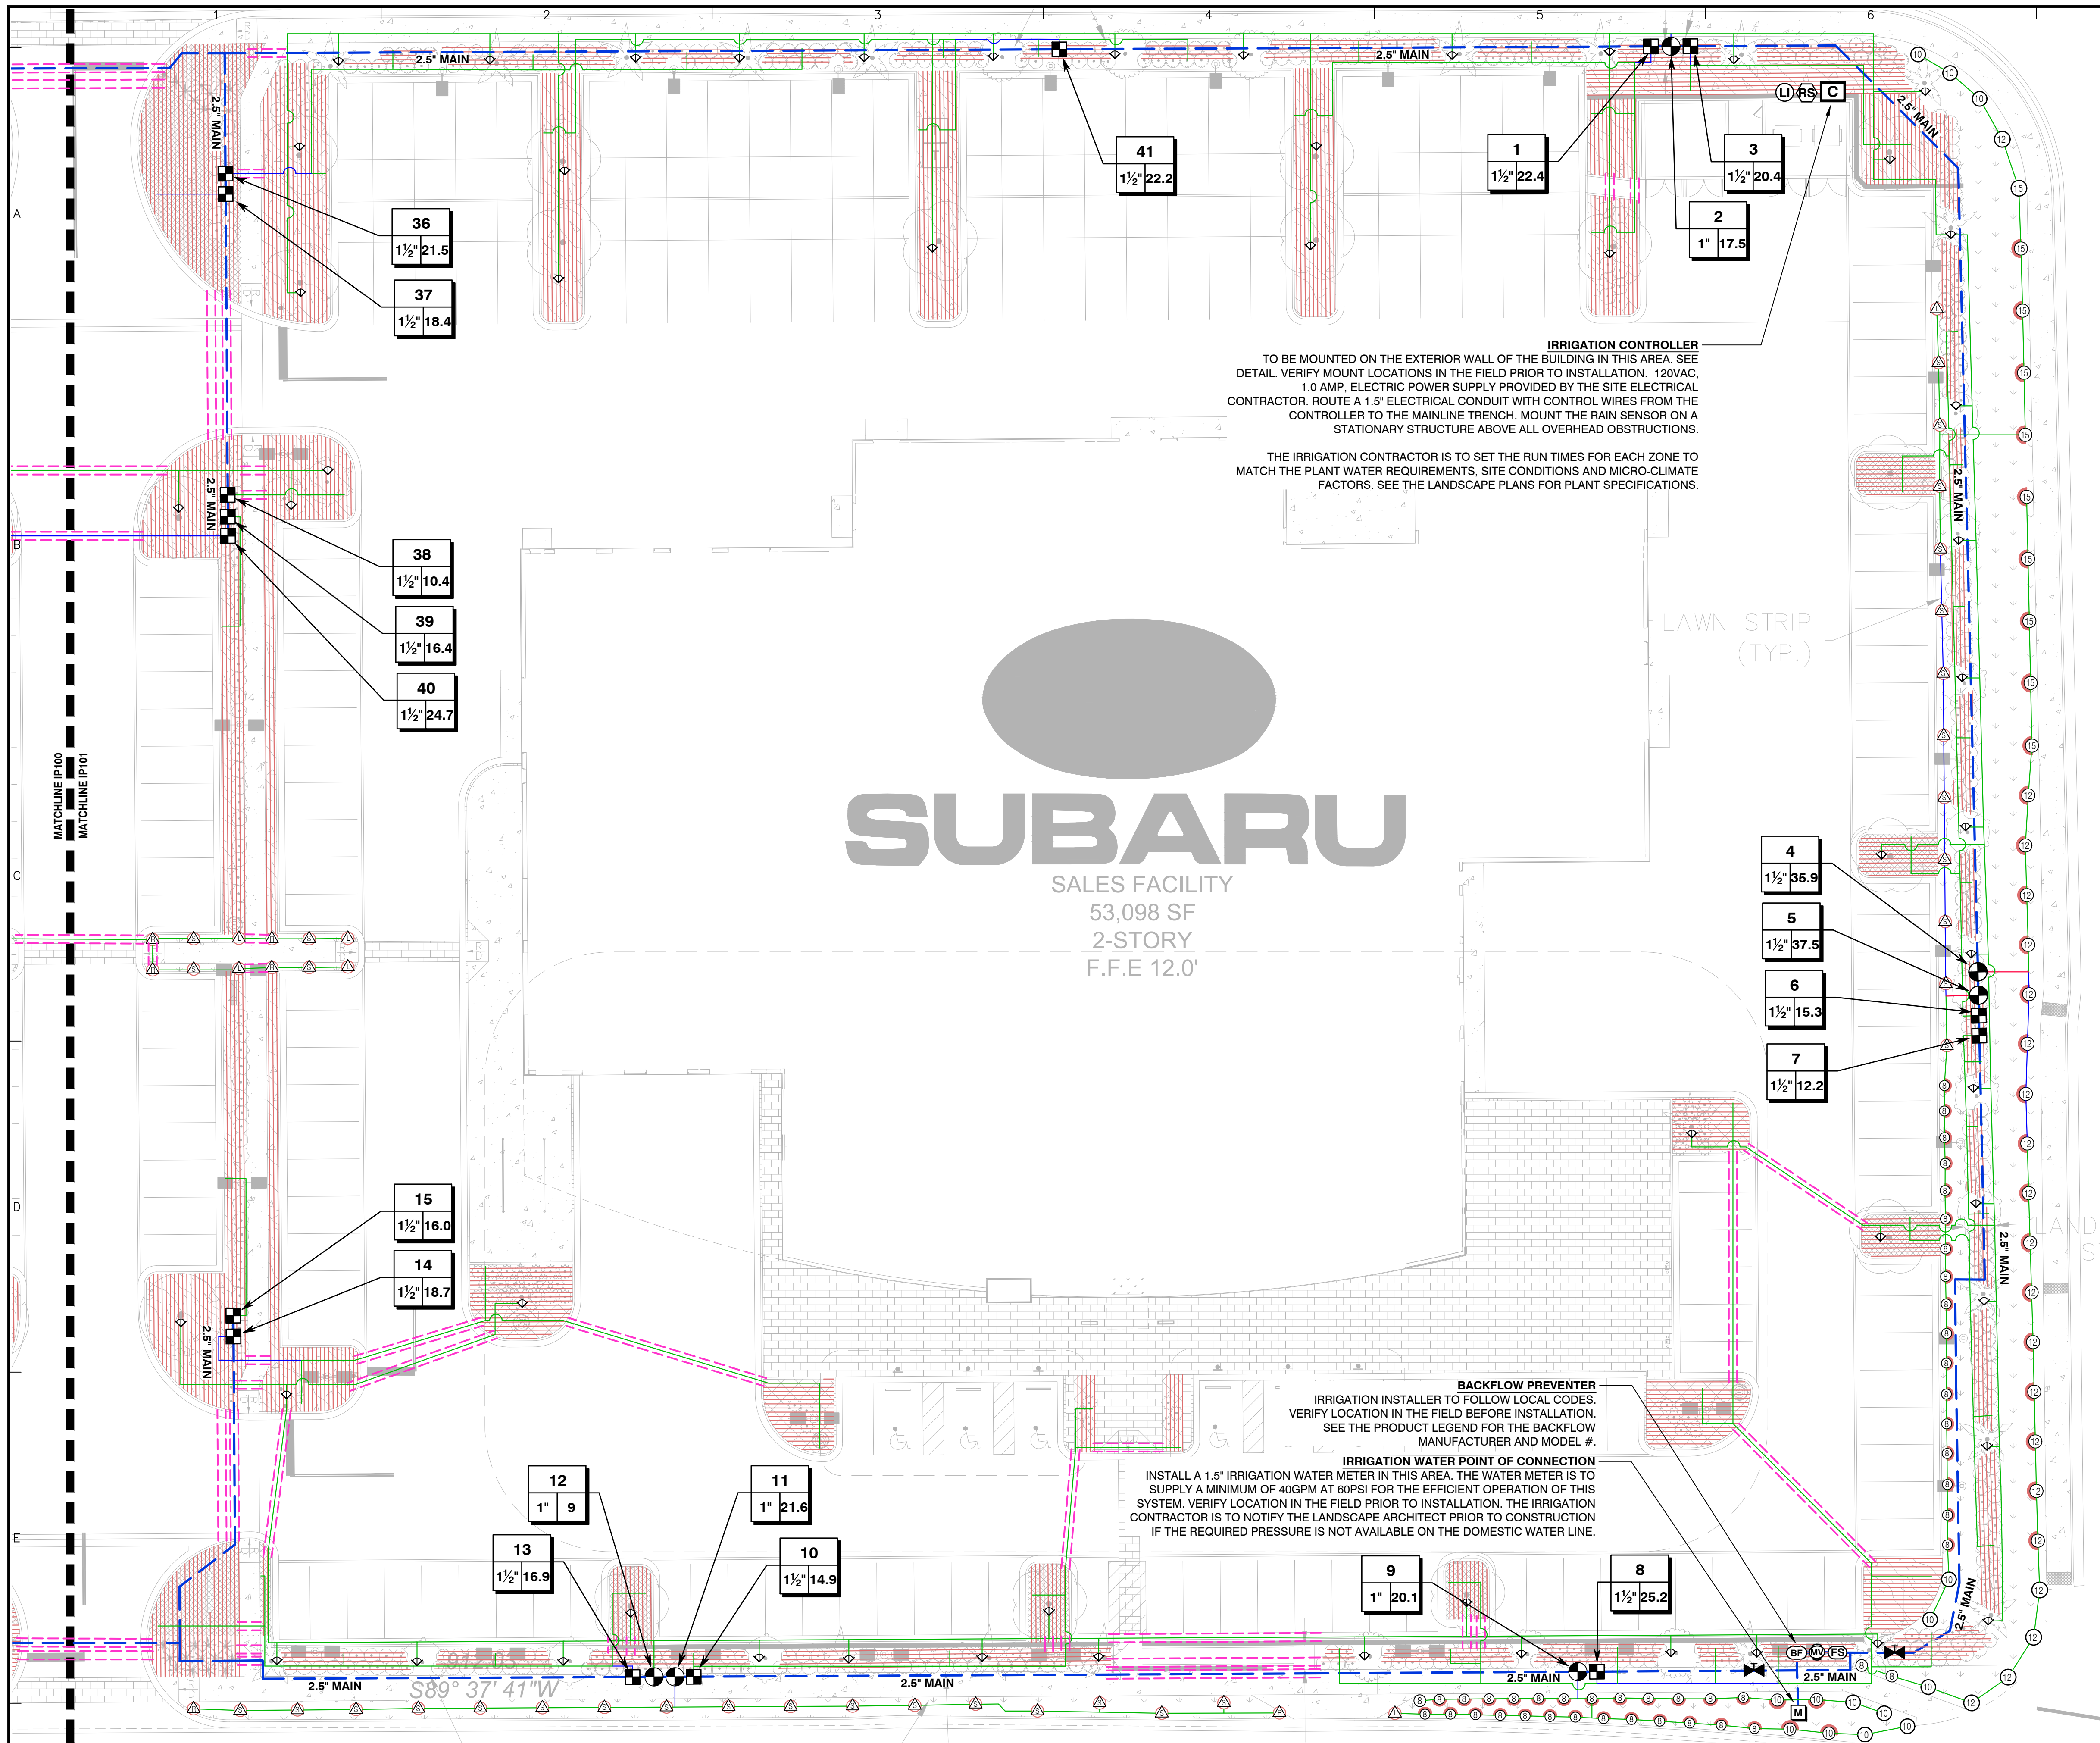 1 2 3 4 5 6
2.5" MAIN
2.5" MAIN
2.5" MAIN
2.5" MAIN
LI RS C
41
1½" 22.2
1
1½" 22.4
3
1½" 20.4
2
1" 17.5
A
36
1½" 21.5
37
1½" 18.4
IRRIGATION CONTROLLER
TO BE MOUNTED ON THE EXTERIOR WALL OF THE BUILDING IN THIS AREA. SEE
DETAIL. VERIFY MOUNT LOCATIONS IN THE FIELD PRIOR TO INSTALLATION. 120VAC,
1.0 AMP, ELECTRIC POWER SUPPLY PROVIDED BY THE SITE ELECTRICAL
CONTRACTOR. ROUTE A 1.5" ELECTRICAL CONDUIT WITH CONTROL WIRES FROM THE
CONTROLLER TO THE MAINLINE TRENCH. MOUNT THE RAIN SENSOR ON A
STATIONARY STRUCTURE ABOVE ALL OVERHEAD OBSTRUCTIONS.
THE IRRIGATION CONTRACTOR IS TO SET THE RUN TIMES FOR EACH ZONE TO
MATCH THE PLANT WATER REQUIREMENTS, SITE CONDITIONS AND MICRO-CLIMATE
FACTORS. SEE THE LANDSCAPE PLANS FOR PLANT SPECIFICATIONS.
2.5" MAIN
2.5" MAIN
B
38
1½" 10.4
39
1½" 16.4
40
1½" 24.7
LAWN STRIP
(TYP.)
MATCHLINE IP100
MATCHLINE IP101
SUBARU
SALES FACILITY
53,098 SF
2-STORY
F.F.E 12.0'
C
4
1½" 35.9
5
1½" 37.5
6
1½" 15.3
7
1½" 12.2
D
15
1½" 16.0
14
1½" 18.7
2.5" MAIN
2.5" MAIN
LAND
BACKFLOW PREVENTER
IRRIGATION INSTALLER TO FOLLOW LOCAL CODES.
VERIFY LOCATION IN THE FIELD BEFORE INSTALLATION.
SEE THE PRODUCT LEGEND FOR THE BACKFLOW
MANUFACTURER AND MODEL #.
IRRIGATION WATER POINT OF CONNECTION
INSTALL A 1.5" IRRIGATION WATER METER IN THIS AREA. THE WATER METER IS TO
SUPPLY A MINIMUM OF 40GPM AT 60PSI FOR THE EFFICIENT OPERATION OF THIS
SYSTEM. VERIFY LOCATION IN THE FIELD PRIOR TO INSTALLATION. THE IRRIGATION
CONTRACTOR IS TO NOTIFY THE LANDSCAPE ARCHITECT PRIOR TO CONSTRUCTION
IF THE REQUIRED PRESSURE IS NOT AVAILABLE ON THE DOMESTIC WATER LINE.
E
12
1" 9
11
1" 21.6
13
1½" 16.9
10
1½" 14.9
9
1" 20.1
8
1½" 25.2
2.5" MAIN
BF MV FS
2.5" MAIN
2.5" MAIN
2.5" MAIN
2.5" MAIN
S89° 37' 41"W
M